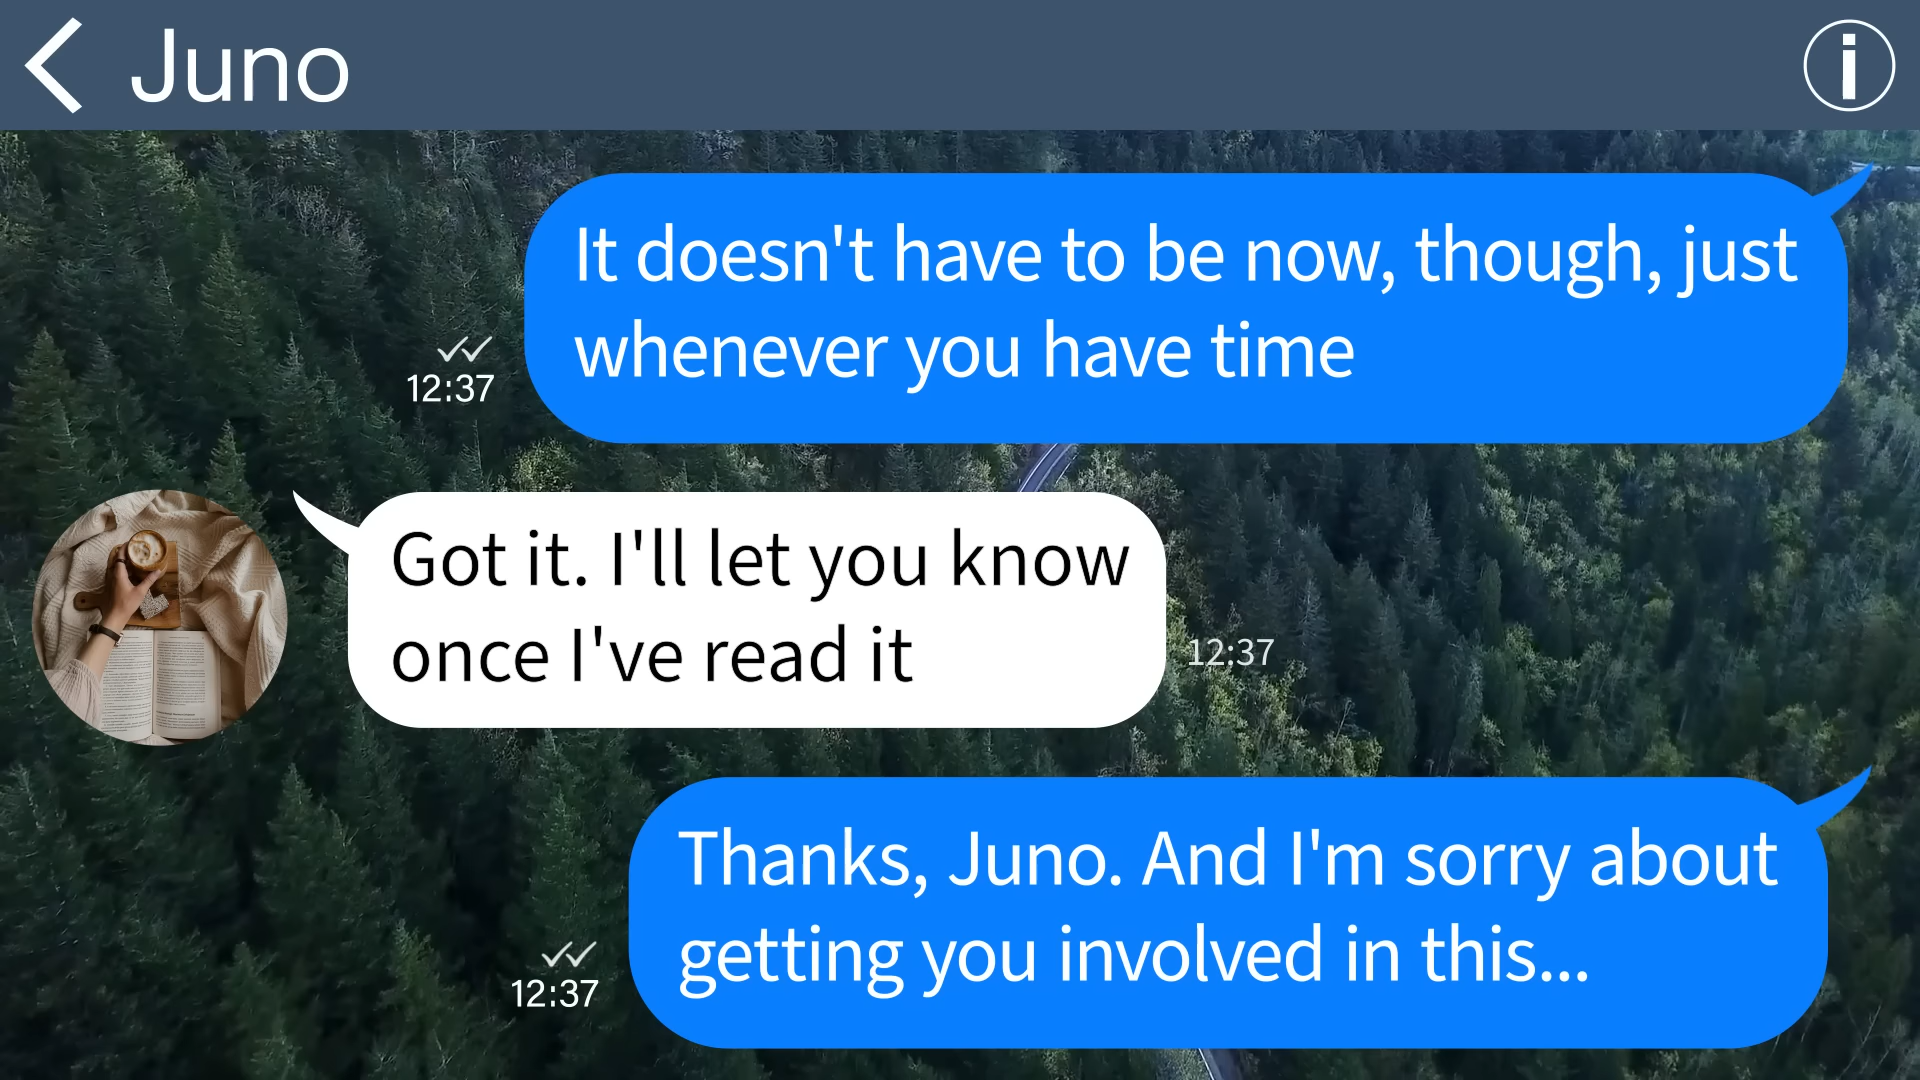 Juno
It doesn't have to be now, though, just
whenever you have time
12:37
Got it. I'll let you know
once I've read it
12:37
Thanks, Juno. And I'm sorry about
getting you involved in this...
12:37